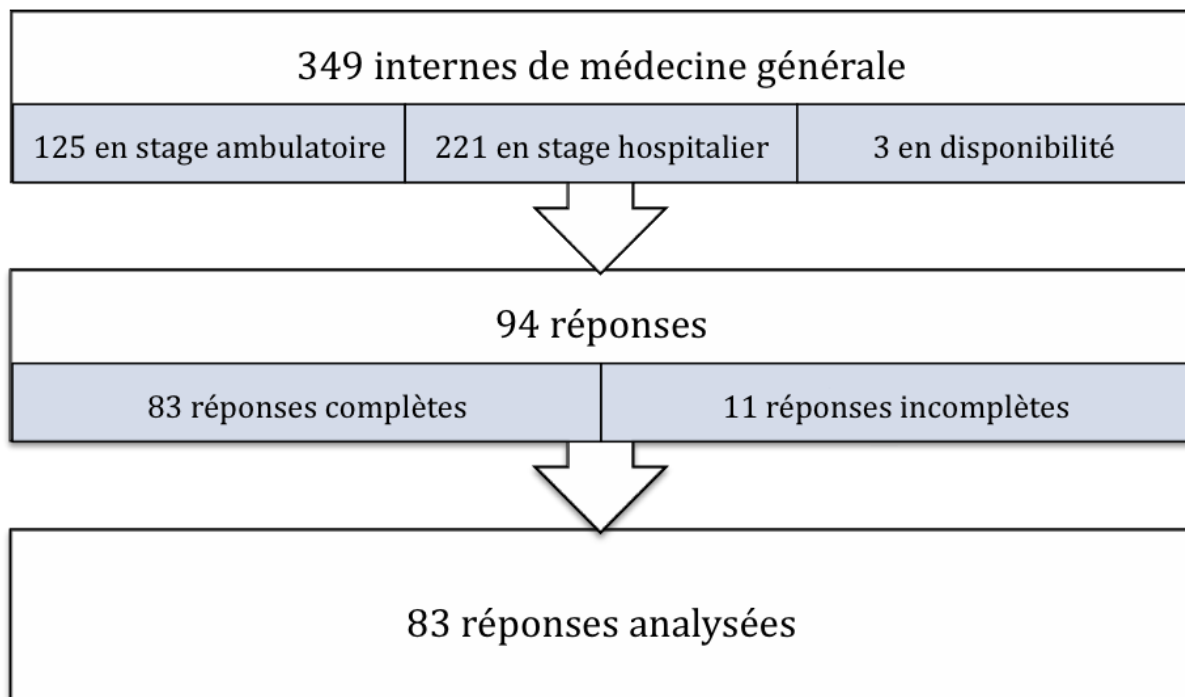 349 internes de médecine générale
125 en stage ambulatoire
221 en stage hospitalier
3 en disponibilité
94 réponses
83 réponses complètes
11 réponses incomplètes
83 réponses analysées